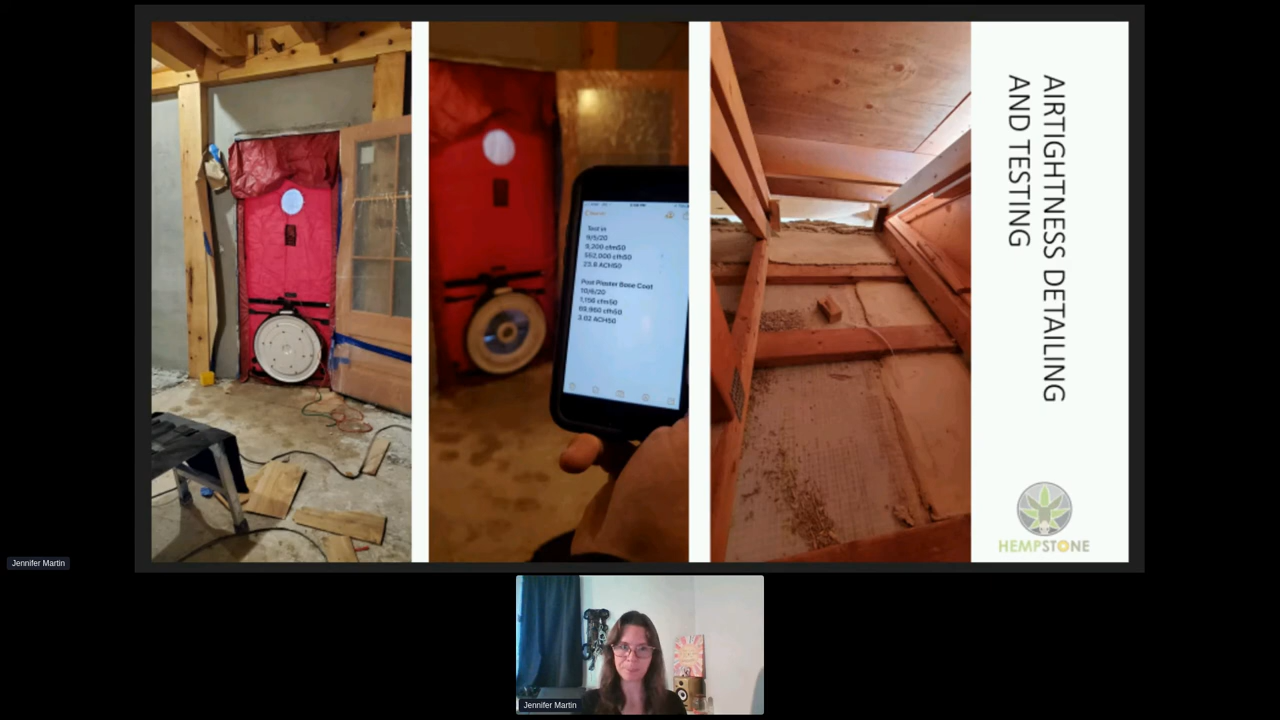 AIRTIGHTNESS DETAILING
AND TESTING
Test in
9/5/20
5,200 cfm50
552,000 cfh50
23.8 ACH50
Post Plaster Base Coat
10/6/20
1,156 cfm50
69,960 cfh50
3.02 ACH50
HEMPSTONE
Jennifer Martin
Jennifer Martin